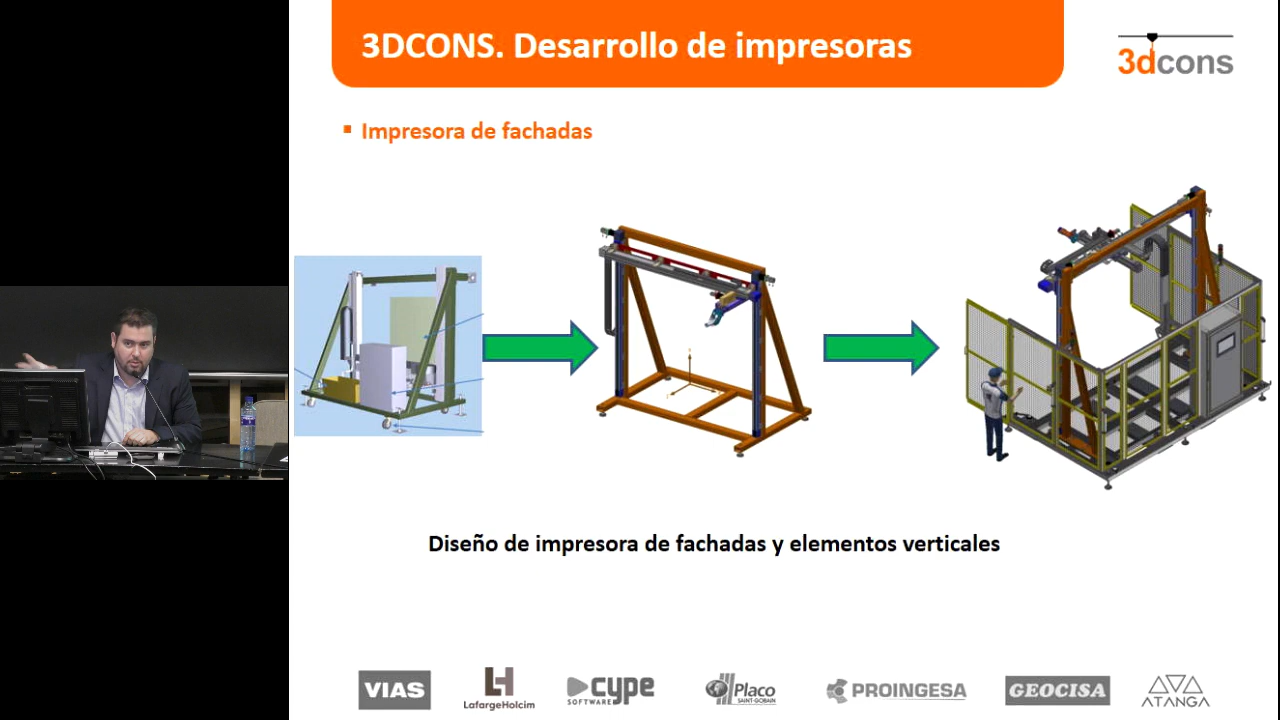 3DCONS. Desarrollo de impresoras
3dcons
▪ Impresora de fachadas
Diseño de impresora de fachadas y elementos verticales
VIAS
LH
LafargeHolcim
cype
SOFTWARE
Placo
SAINT-GOBAIN
PROINGESA
GEOCISA
ATANGA